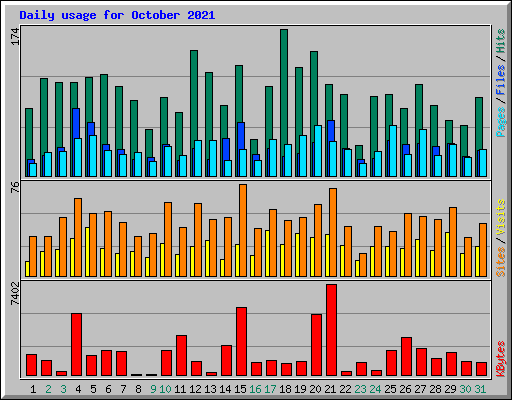 Daily usage for October 2021
174
Pages / Files / Hits
76
Sites / Visits
7402
KBytes
1 2 3 4 5 6 7 8 9 10 11 12 13 14 15 16 17 18 19 20 21 22 23 24 25 26 27 28 29 30 31